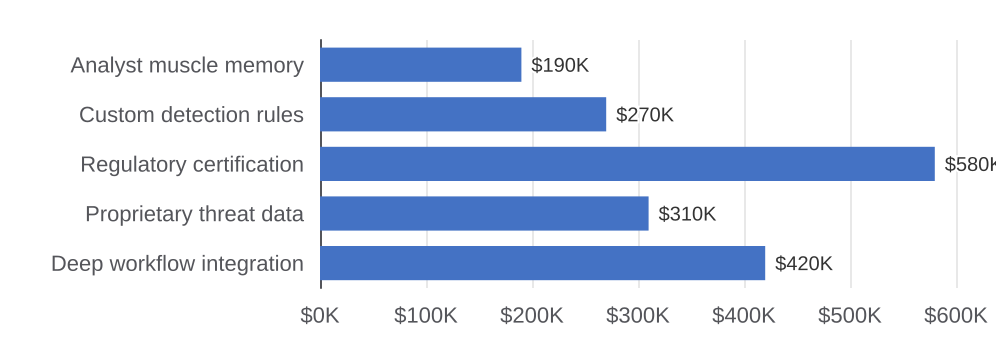 Analyst muscle memory $190K
Custom detection rules $270K
Regulatory certification $580K
Proprietary threat data $310K
Deep workflow integration $420K
$0K $100K $200K $300K $400K $500K $600K